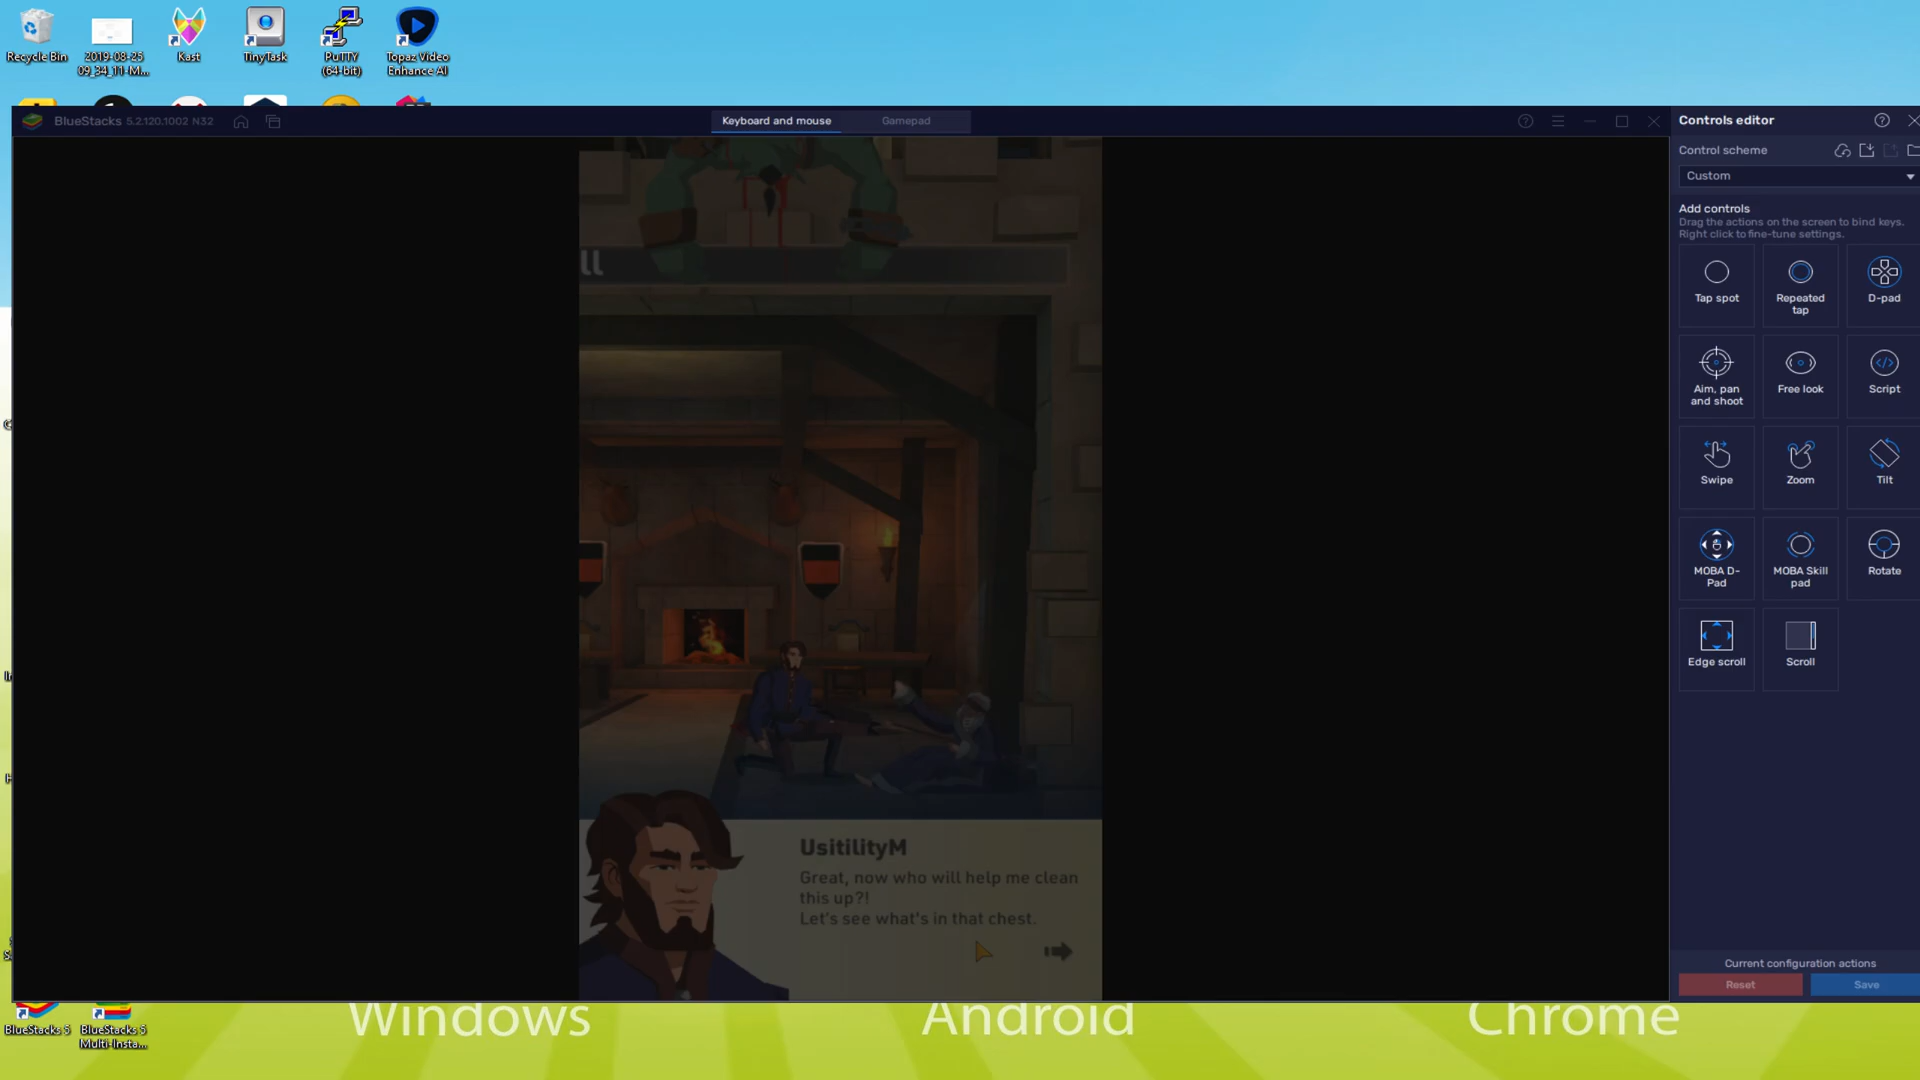 Recycle Bin
2019-08-25
09_34_11-M...
Kast
TinyTask
PuTTY
(64-bit)
Topaz Video
Enhance AI
BlueStacks 5.2.120.1002 N32
Keyboard and mouse
Gamepad
Controls editor
Control scheme
Custom
Add controls
Drag the actions on the screen to bind keys.
Right click to fine-tune settings.
Tap spot
Repeated
tap
D-pad
Aim, pan
and shoot
Free look
Script
Swipe
Zoom
Tilt
MOBA D-
Pad
MOBA Skill
pad
Rotate
Edge scroll
Scroll
ll
UsitilityM
Great, now who will help me clean
this up?!
Let's see what's in that chest.
Current configuration actions
Reset
Save
BlueStacks 5
BlueStacks 5
Multi-Insta...
Windows
Android
Chrome